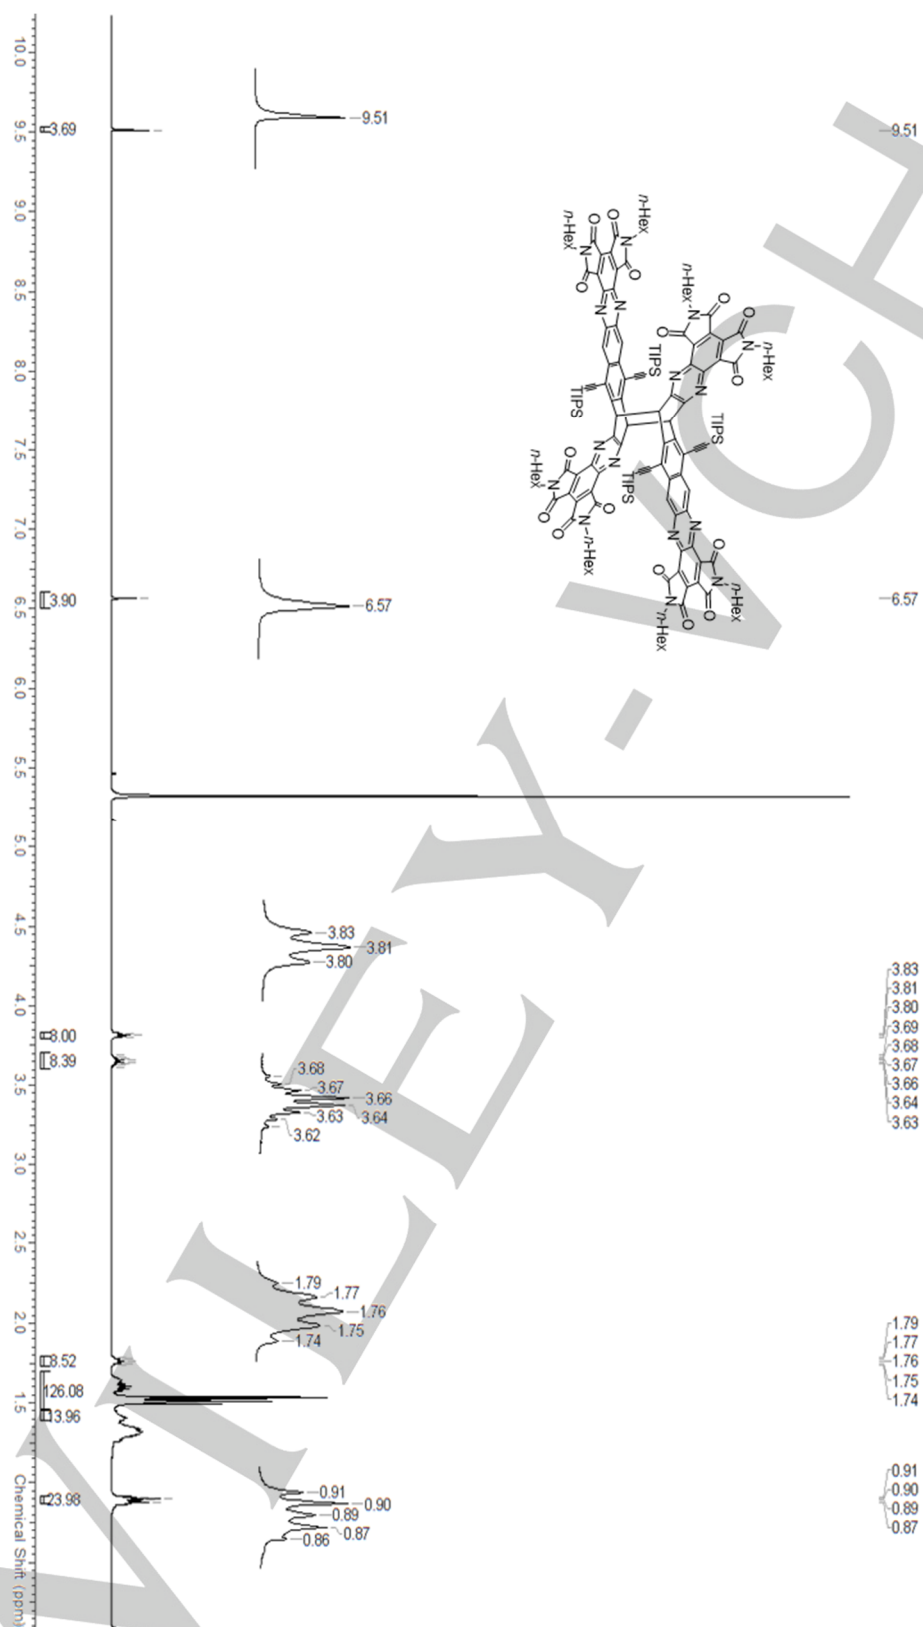 10.0
9.5
9.0
8.5
8.0
7.5
7.0
6.5
6.0
5.5
5.0
4.5
4.0
3.5
3.0
2.5
2.0
1.5
Chemical Shift (ppm)
3.69
3.90
8.00
8.39
8.52
126.08
13.96
23.98
9.51
6.57
3.83
3.81
3.80
3.68
3.67
3.66
3.64
3.63
3.62
1.79
1.77
1.76
1.75
1.74
0.91
0.90
0.89
0.87
0.86
n-Hex
n-Hex
O
O
O
O
N
N
N
N
n-Hex
n-Hex
O
O
O
O
N
N
N
N
TIPS
TIPS
TIPS
TIPS
n-Hex
n-Hex
O
O
O
O
N
N
N
N
n-Hex
n-Hex
O
O
O
O
N
N
N
N
9.51
6.57
3.83
3.81
3.80
3.69
3.68
3.67
3.66
3.64
3.63
1.79
1.77
1.76
1.75
1.74
0.91
0.90
0.89
0.87
WILEY-VCH